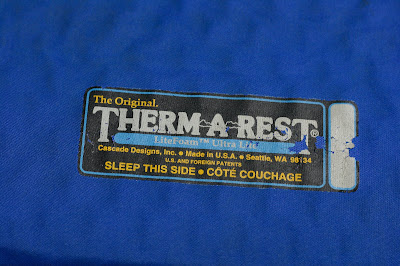 The Original.
THERM A REST®
LiteFoam™ Ultra Lite
Cascade Designs, Inc. • Made in U.S.A. • Seattle, WA 98134
U.S. AND FOREIGN PATENTS
SLEEP THIS SIDE • CÔTÉ COUCHAGE